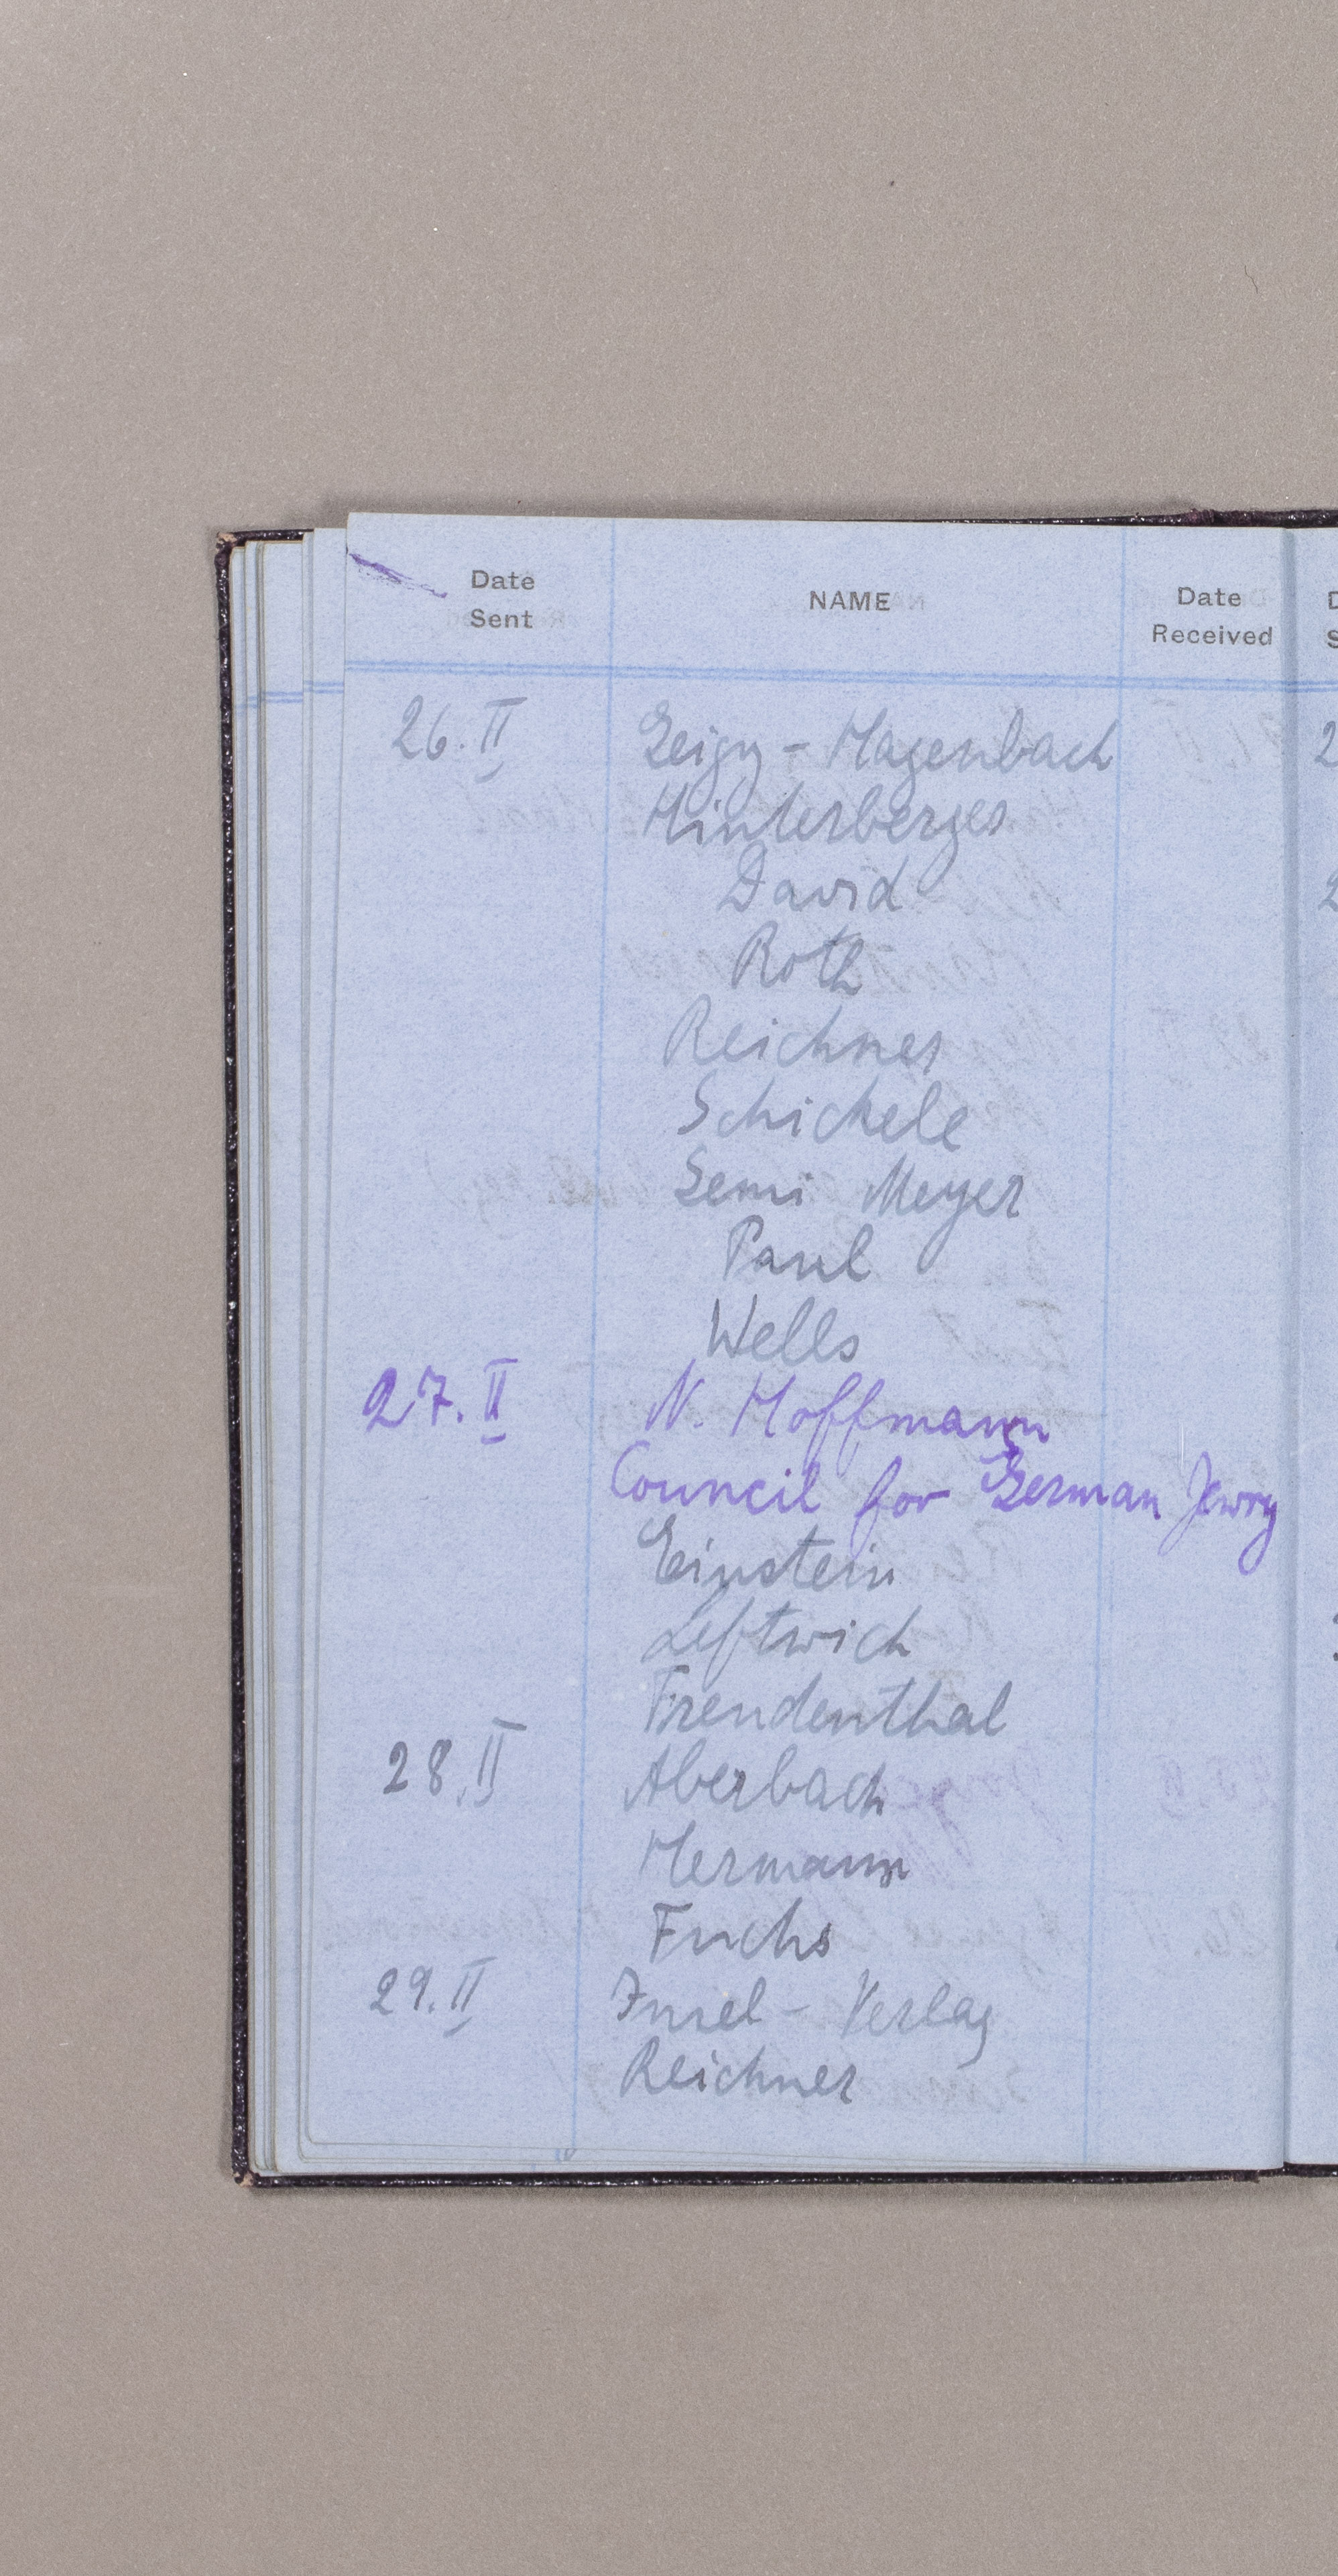 Date Sent NAME Date Received
26. II Geigy - Hagenbach
Hinterberger
David
Roth
Reichner
Schickele
Semi Meyer
Paul
Wells
27. II N. Hoffmann
Council for German Jewry
Einstein
Leftwich
Freudenthal
28. II Aberbach
Hermann
Fuchs
29. II Insel - Verlag
Reichner